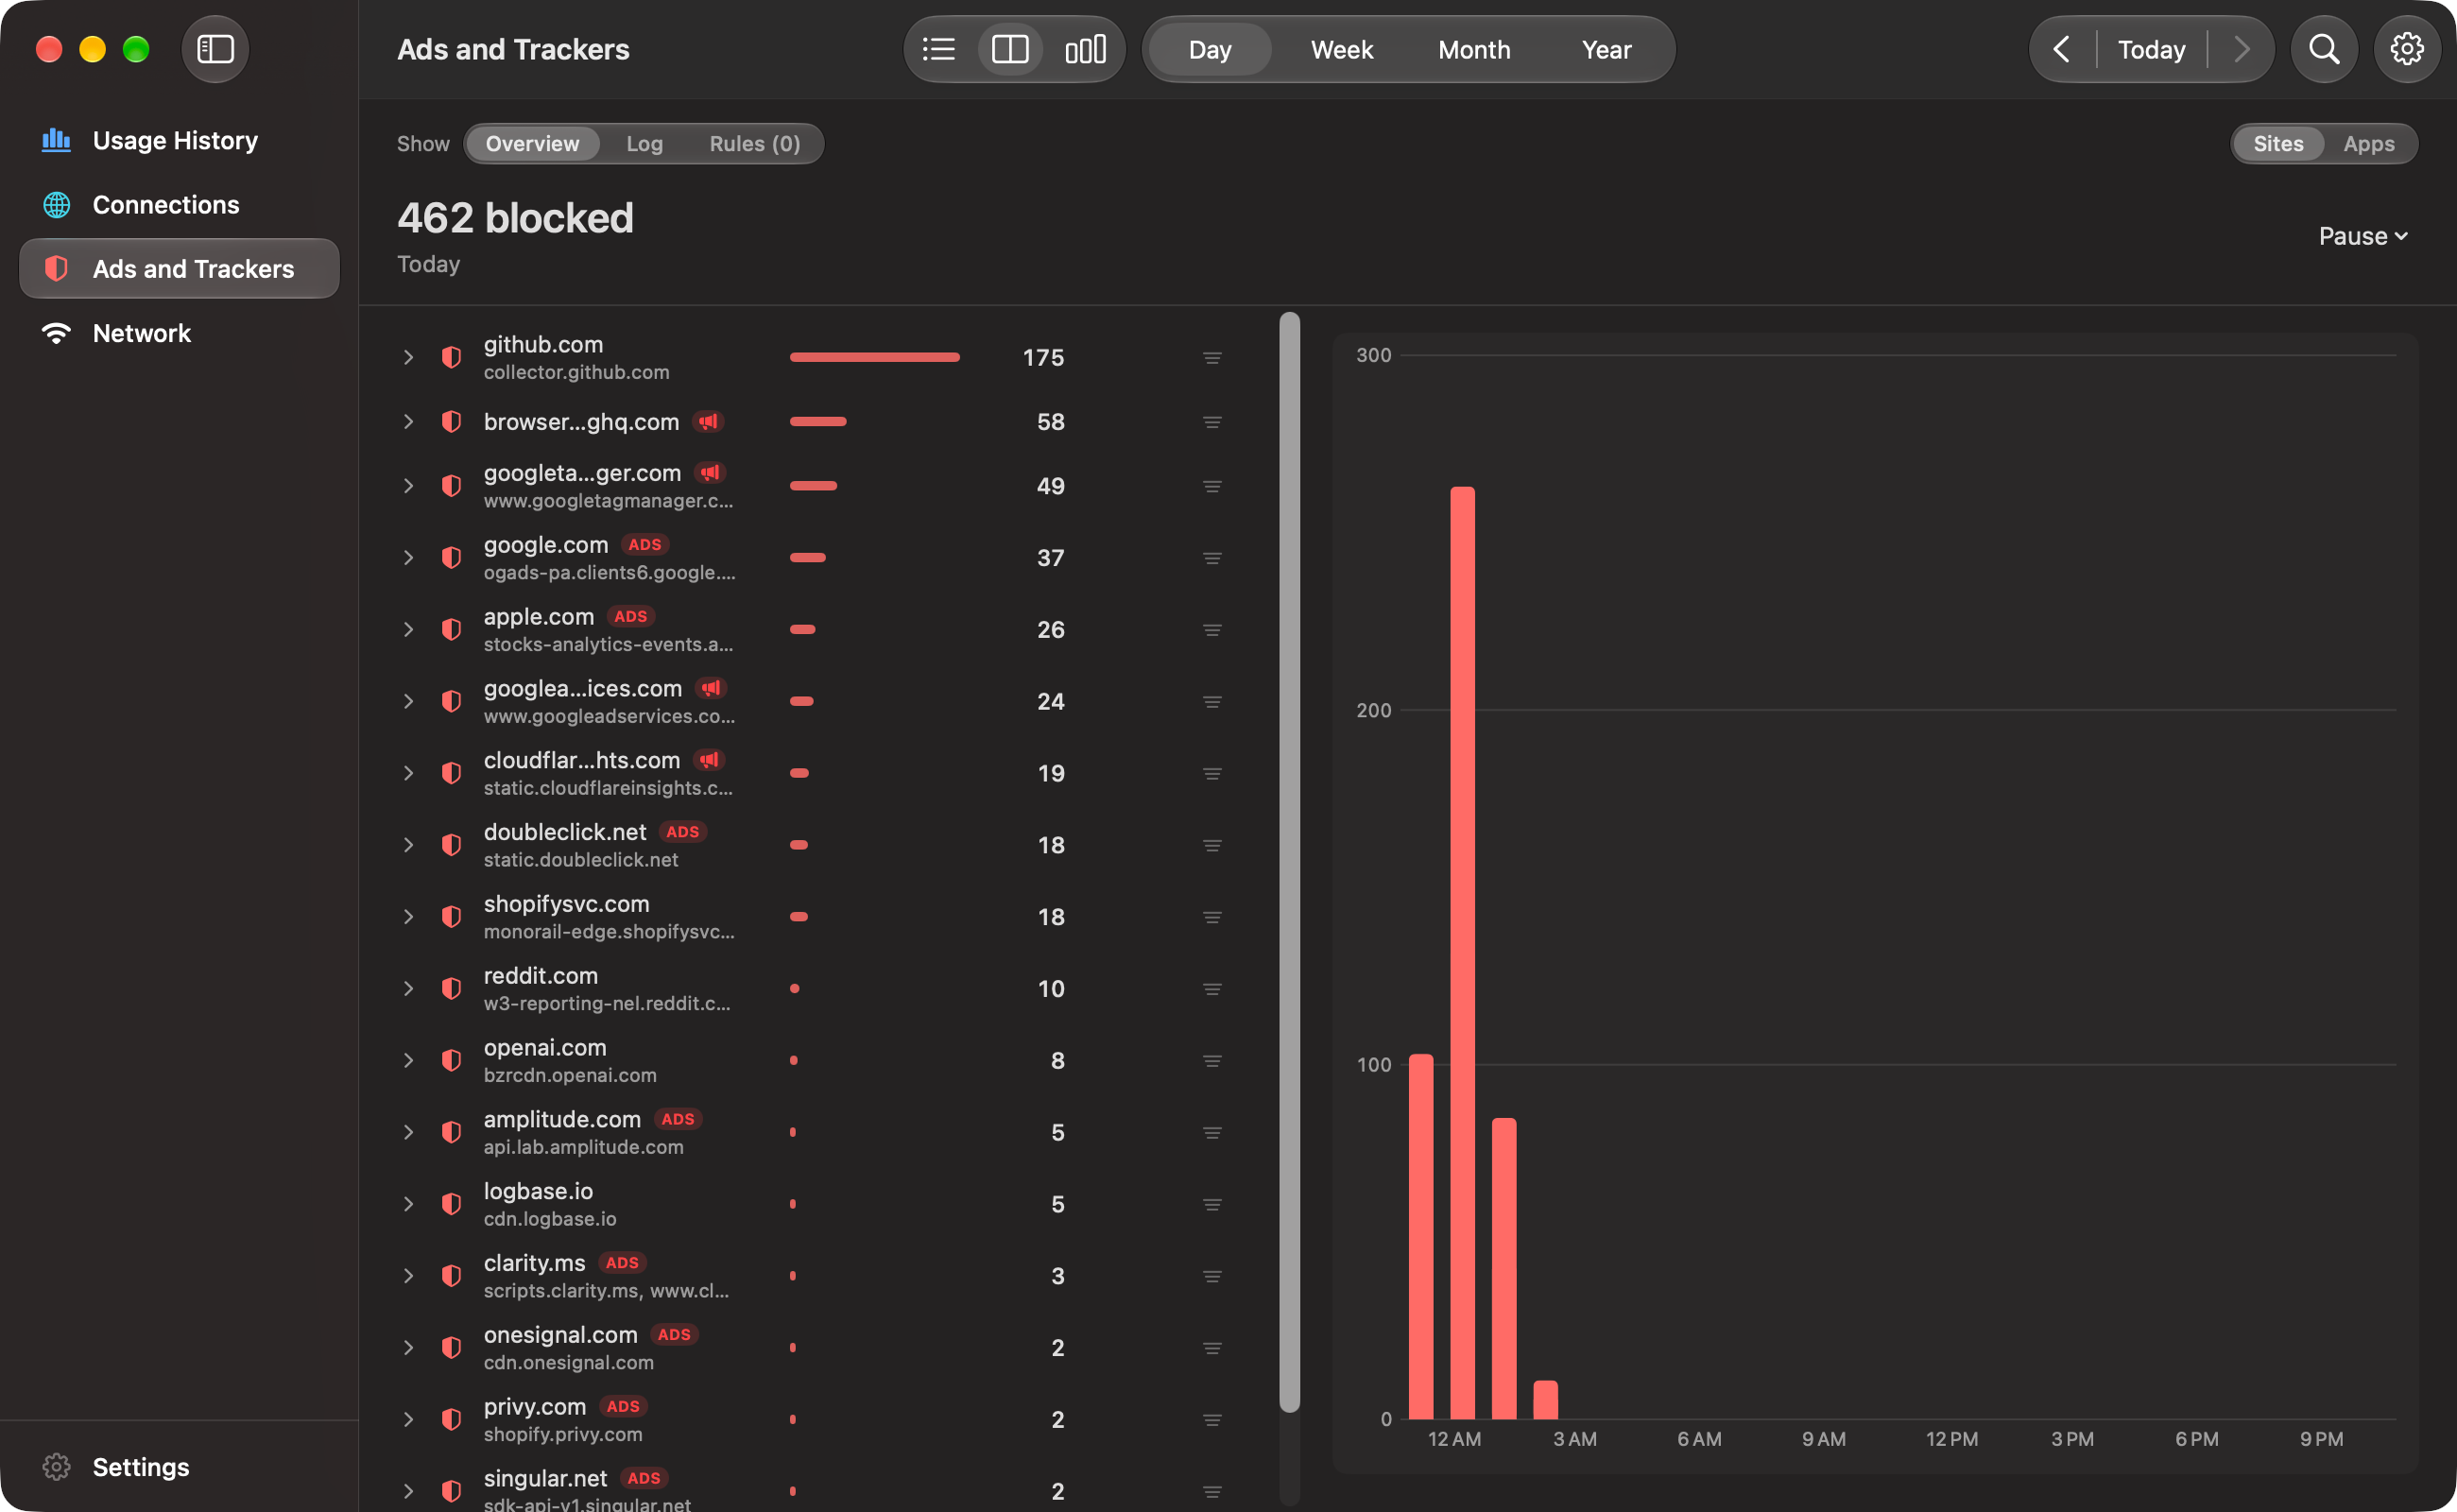 Ads and Trackers
Day
Week
Month
Year
Today
Usage History
Connections
Ads and Trackers
Network
Settings
Show
Overview
Log
Rules (0)
Sites
Apps
462 blocked
Today
Pause
github.com
collector.github.com
175
browser...ghq.com
58
googleta...ger.com
www.googletagmanager.c...
49
google.com ADS
ogads-pa.clients6.google....
37
apple.com ADS
stocks-analytics-events.a...
26
googlea...ices.com
www.googleadservices.co...
24
cloudflar...hts.com
static.cloudflareinsights.c...
19
doubleclick.net ADS
static.doubleclick.net
18
shopifysvc.com
monorail-edge.shopifysvc...
18
reddit.com
w3-reporting-nel.reddit.c...
10
openai.com
bzrcdn.openai.com
8
amplitude.com ADS
api.lab.amplitude.com
5
logbase.io
cdn.logbase.io
5
clarity.ms ADS
scripts.clarity.ms, www.cl...
3
onesignal.com ADS
cdn.onesignal.com
2
privy.com ADS
shopify.privy.com
2
singular.net ADS
sdk-api-v1.singular.net
2
300
200
100
0
12 AM
3 AM
6 AM
9 AM
12 PM
3 PM
6 PM
9 PM